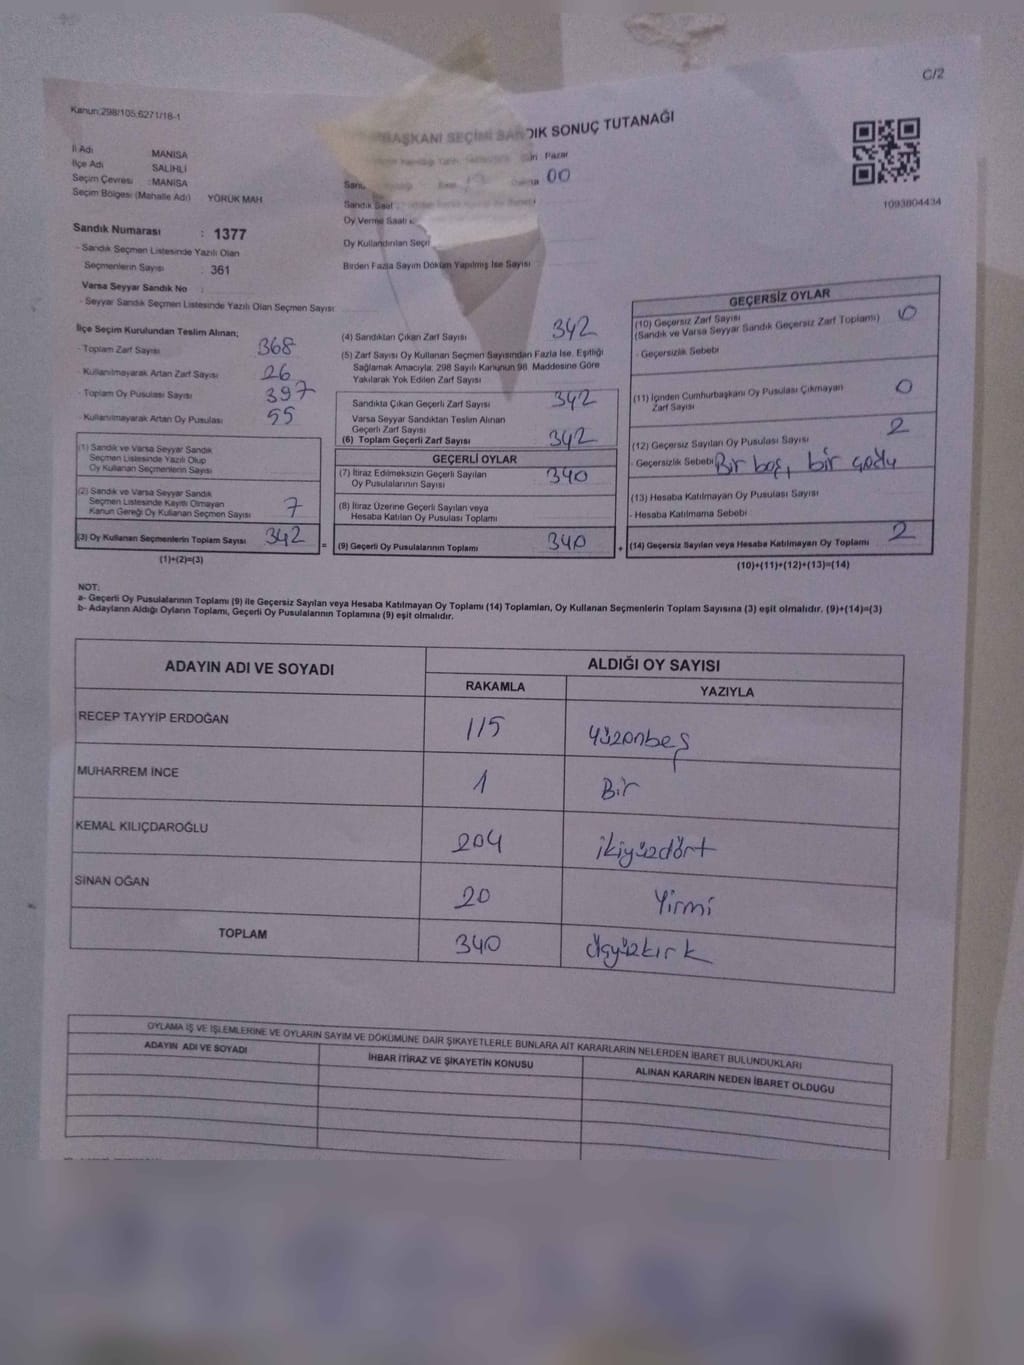 C/2
Kanun;298/105;6271/18-1
BAŞKANI SEÇİMİ SANDIK SONUÇ TUTANAĞI
İl Adı MANİSA
İlçe Adı SALİHLİ
Seçim Çevresi :MANİSA
Seçim Bölgesi (Mahalle Adı) YÖRÜK MAH
Pazar
00
Sandık Saat
Oy Verme Saati
Oy Kullandırılan Seç
Birden Fazla Sayım Döküm Yapılmış İse Sayısı
1093804434
Sandık Numarası : 1377
- Sandık Seçmen Listesinde Yazılı Olan
Seçmenlerin Sayısı : 361
Varsa Seyyar Sandık No :
- Seyyar Sandık Seçmen Listesinde Yazılı Olan Seçmen Sayısı:
İlçe Seçim Kurulundan Teslim Alınan;
- Toplam Zarf Sayısı 368
- Kullanılmayarak Artan Zarf Sayısı 26
- Toplam Oy Pusulası Sayısı 397
- Kullanılmayarak Artan Oy Pusulası 55
(1) Sandık ve Varsa Seyyar Sandık
Seçmen Listesinde Yazılı Olup
Oy Kullanan Seçmenlerin Sayısı
(2) Sandık ve Varsa Seyyar Sandık
Seçmen Listesinde Kayıtlı Olmayan
Kanun Gereği Oy Kullanan Seçmen Sayısı 7
(3) Oy Kullanan Seçmenlerin Toplam Sayısı 342
(1)+(2)=(3)
(4) Sandıktan Çıkan Zarf Sayısı 342
(5) Zarf Sayısı Oy Kullanan Seçmen Sayısından Fazla İse, Eşitliği
Sağlamak Amacıyla; 298 Sayılı Kanunun 98. Maddesine Göre
Yakılarak Yok Edilen Zarf Sayısı
Sandıkta Çıkan Geçerli Zarf Sayısı 342
Varsa Seyyar Sandıktan Teslim Alınan
Geçerli Zarf Sayısı
(6) Toplam Geçerli Zarf Sayısı 342
GEÇERLİ OYLAR
(7) İtiraz Edilmeksizin Geçerli Sayılan
Oy Pusulalarının Sayısı 340
(8) İtiraz Üzerine Geçerli Sayılan veya
Hesaba Katılan Oy Pusulası Toplamı
= (9) Geçerli Oy Pusulalarının Toplamı 340
GEÇERSİZ OYLAR
(10) Geçersiz Zarf Sayısı 0
(Sandık ve Varsa Seyyar Sandık Geçersiz Zarf Toplamı)
- Geçersizlik Sebebi
(11) İçinden Cumhurbaşkanı Oy Pusulası Çıkmayan 0
Zarf Sayısı
(12) Geçersiz Sayılan Oy Pusulası Sayısı 2
- Geçersizlik Sebebi Bir boş, bir
(13) Hesaba Katılmayan Oy Pusulası Sayısı
- Hesaba Katılmama Sebebi
+ (14) Geçersiz Sayılan veya Hesaba Katılmayan Oy Toplamı 2
(10)+(11)+(12)+(13)=(14)
NOT:
a- Geçerli Oy Pusulalarının Toplamı (9) ile Geçersiz Sayılan veya Hesaba Katılmayan Oy Toplamı (14) Toplamları, Oy Kullanan Seçmenlerin Toplam Sayısına (3) eşit olmalıdır. (9)+(14)=(3)
b- Adayların Aldığı Oyların Toplamı, Geçerli Oy Pusulalarının Toplamına (9) eşit olmalıdır.
ADAYIN ADI VE SOYADI ALDIĞI OY SAYISI
RAKAMLA YAZIYLA
RECEP TAYYİP ERDOĞAN 115 Yüzonbeş
MUHARREM İNCE 1 Bir
KEMAL KILIÇDAROĞLU 204 ikiyüzdört
SİNAN OĞAN 20 Yirmi
TOPLAM 340 Üçyüzkırk
OYLAMA İŞ VE İŞLEMLERİNE VE OYLARIN SAYIM VE DÖKÜMÜNE DAİR ŞİKAYETLERLE BUNLARA AİT KARARLARIN NELERDEN İBARET BULUNDUKLARI
ADAYIN ADI VE SOYADI İHBAR İTİRAZ VE ŞİKAYETİN KONUSU ALINAN KARARIN NEDEN İBARET OLDUĞU